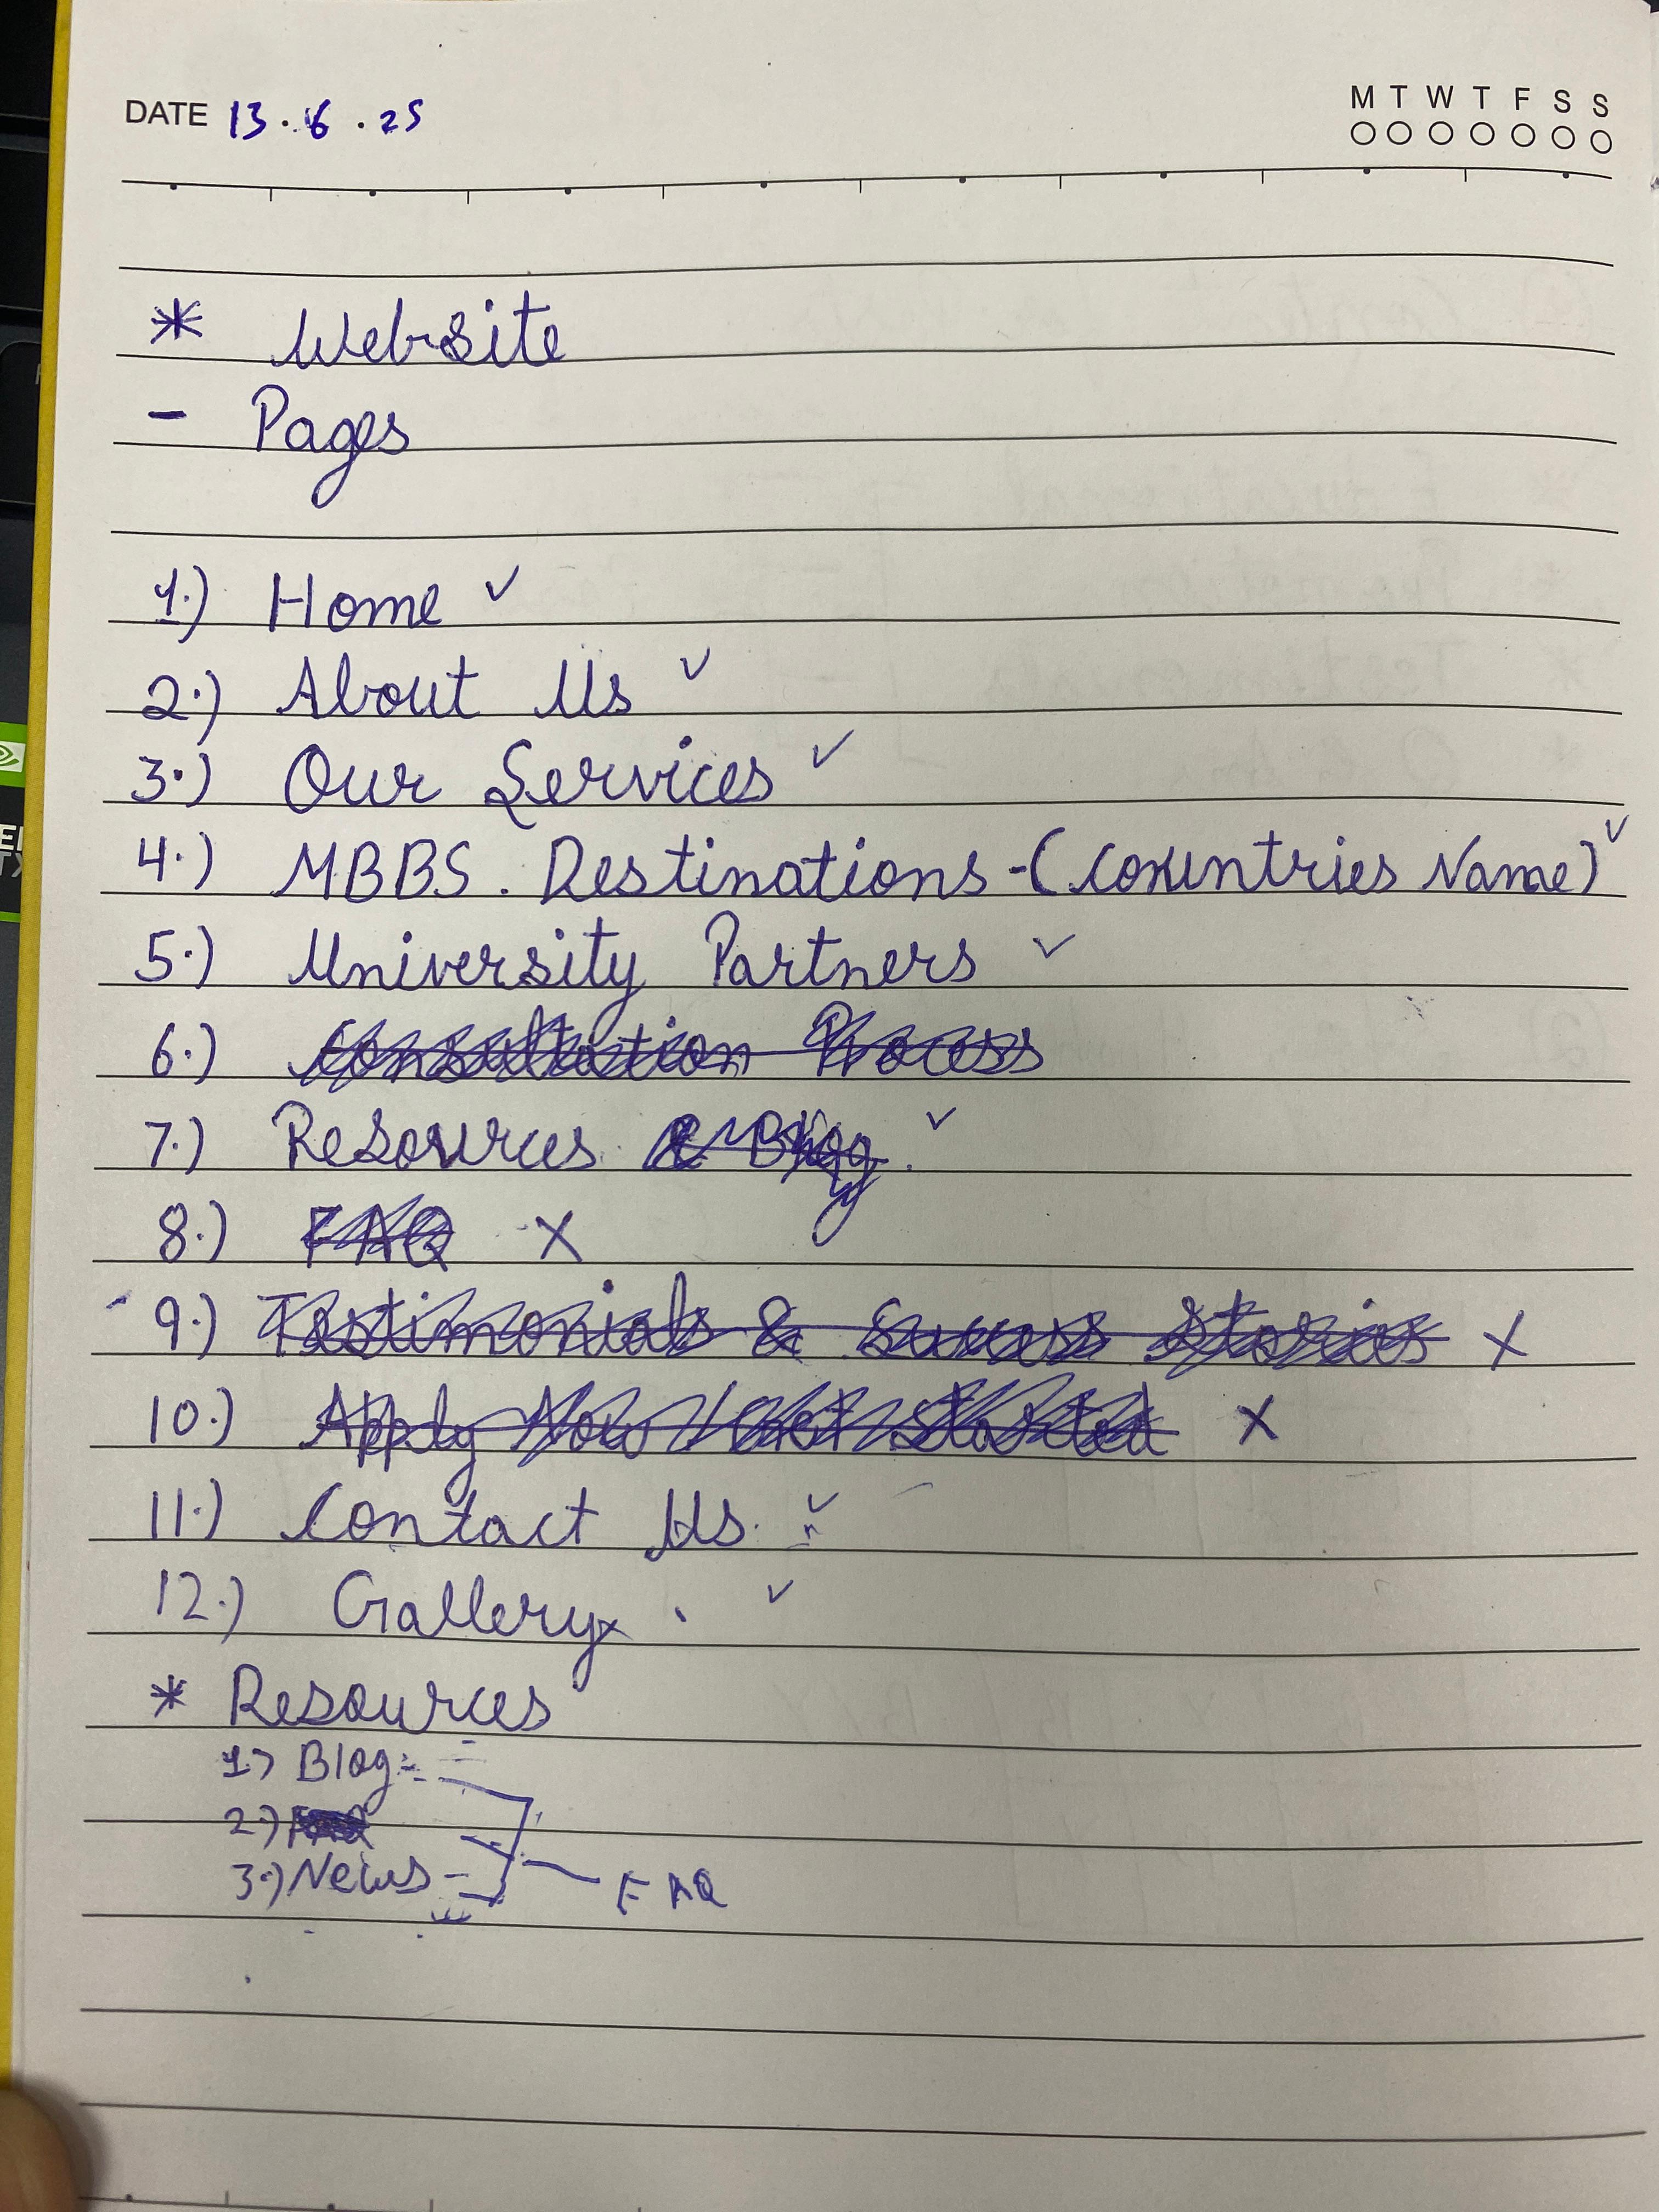 DATE 13.6.25
M T W T F S S
* Website
- Pages
1.) Home ✓
2.) About Us ✓
3.) Our Services ✓
4.) MBBS. Destinations -(Countries Name) ✓
5.) University Partners ✓
6.) Consultation Process
7.) Resources & Blog. ✓
8.) FAQ X
9.) Testimonials & Success Stories X
10.) Apply Now / Get Started X
11.) Contact Us. ✓
12.) Gallery. ✓
* Resources
1) Blog
2) FAQ
3.) News - FAQ